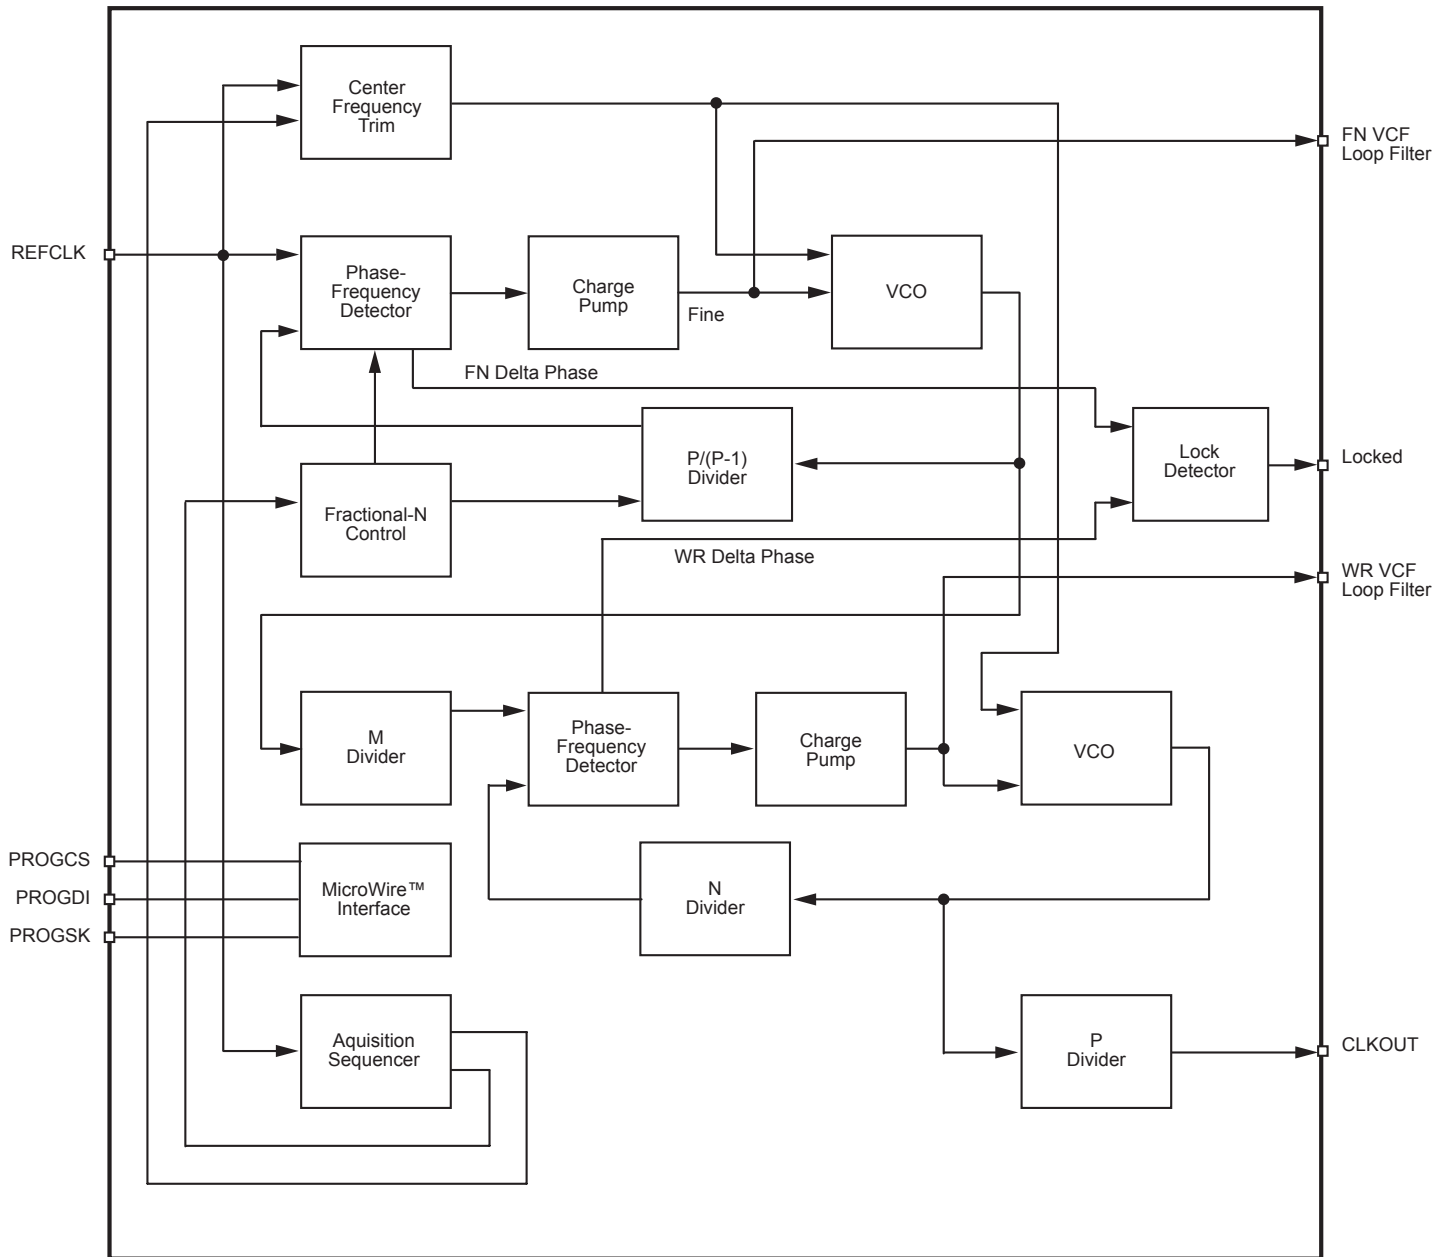 Center
Frequency
Trim
FN VCF
Loop Filter
REFCLK
Phase-
Frequency
Detector
Charge
Pump
Fine
VCO
FN Delta Phase
P/(P-1)
Divider
Lock
Detector
Locked
Fractional-N
Control
WR Delta Phase
WR VCF
Loop Filter
M
Divider
Phase-
Frequency
Detector
Charge
Pump
VCO
PROGCS
PROGDI
PROGSK
MicroWire™
Interface
N
Divider
Aquisition
Sequencer
P
Divider
CLKOUT